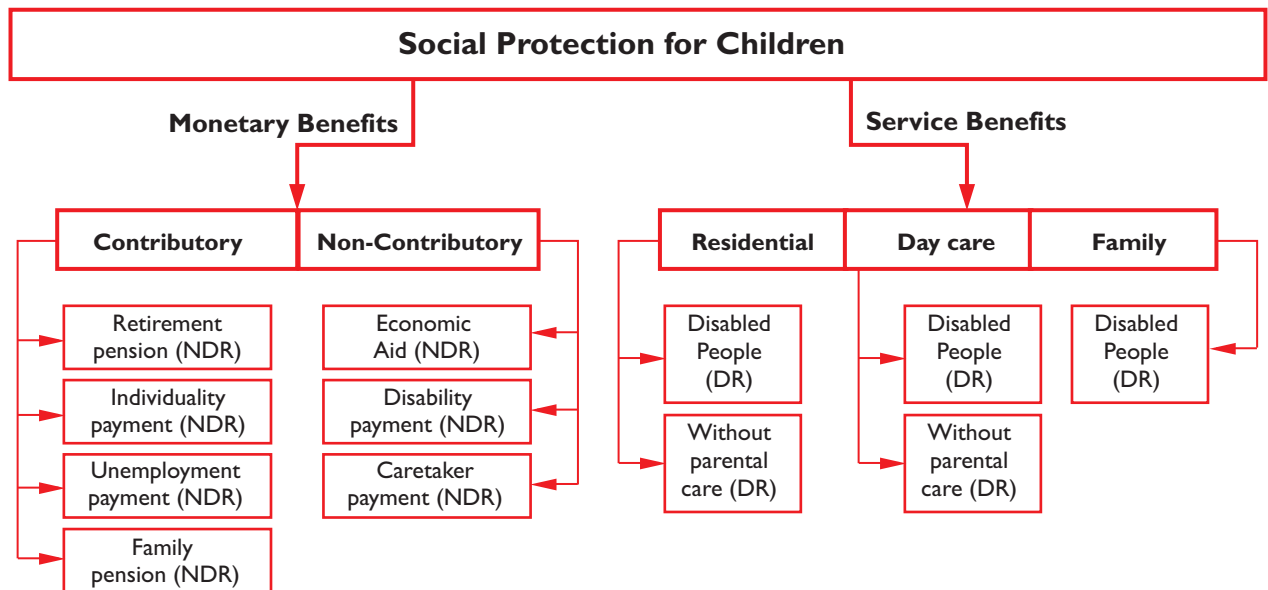 Social Protection for Children
Monetary Benefits
Service Benefits
Contributory
Non-Contributory
Residential
Day care
Family
Retirement
pension (NDR)
Individuality
payment (NDR)
Unemployment
payment (NDR)
Family
pension (NDR)
Economic
Aid (NDR)
Disability
payment (NDR)
Caretaker
payment (NDR)
Disabled
People
(DR)
Without
parental
care (DR)
Disabled
People
(DR)
Without
parental
care (DR)
Disabled
People
(DR)